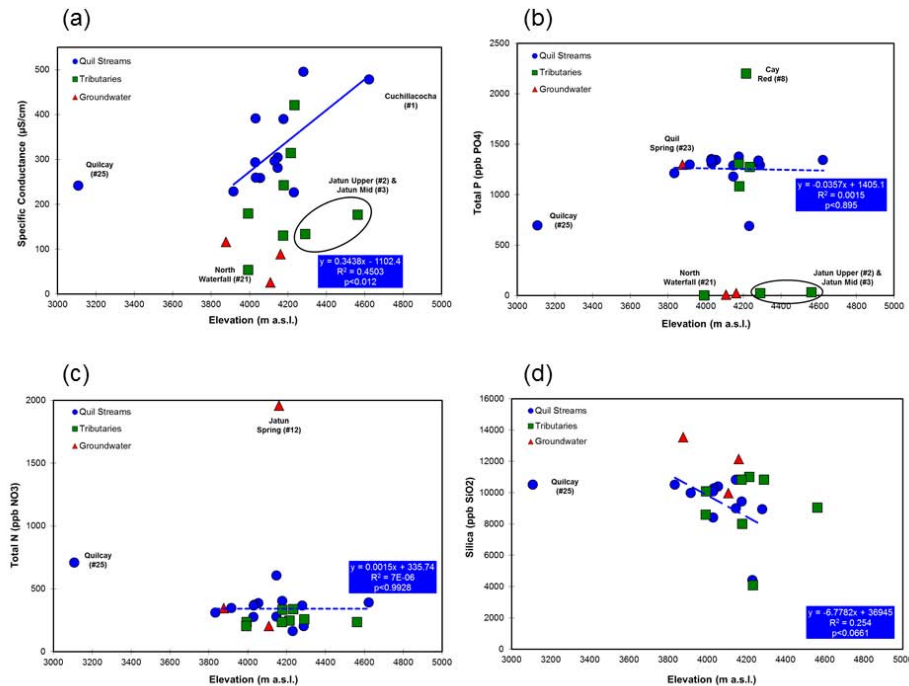 (a)
Specific Conductance (µS/cm)
500
400
300
200
100
0
Quil Streams
Tributaries
Groundwater
Cuchillacocha
(#1)
Quilcay
(#25)
Jatun Upper (#2) &
Jatun Mid (#3)
North
Waterfall (#21)
y = 0.3438x - 1102.4
R² = 0.4503
p<0.012
3000 3200 3400 3600 3800 4000 4200 4400 4600 4800 5000
Elevation (m a.s.l.)
(b)
Total P (ppb PO4)
2500
2000
1500
1000
500
0
Quil Streams
Tributaries
Groundwater
Cay
Red (#8)
Quil
Spring (#23)
Quilcay
(#25)
y = -0.0357x + 1405.1
R² = 0.0015
p<0.895
North
Waterfall (#21)
Jatun Upper (#2) &
Jatun Mid (#3)
3000 3200 3400 3600 3800 4000 4200 4400 4600 4800 5000
Elevation (m a.s.l.)
(c)
Total N (ppb NO3)
2000
1500
1000
500
0
Quil Streams
Tributaries
Groundwater
Jatun
Spring (#12)
Quilcay
(#25)
y = 0.0015x + 335.74
R² = 7E-06
p<0.9928
3000 3200 3400 3600 3800 4000 4200 4400 4600 4800 5000
Elevation (m a.s.l.)
(d)
Silica (ppb SiO2)
16000
14000
12000
10000
8000
6000
4000
2000
0
Quil Streams
Tributaries
Groundwater
Quilcay
(#25)
y = -6.7782x + 36945
R² = 0.254
p<0.0661
3000 3200 3400 3600 3800 4000 4200 4400 4600 4800 5000
Elevation (m a.s.l.)